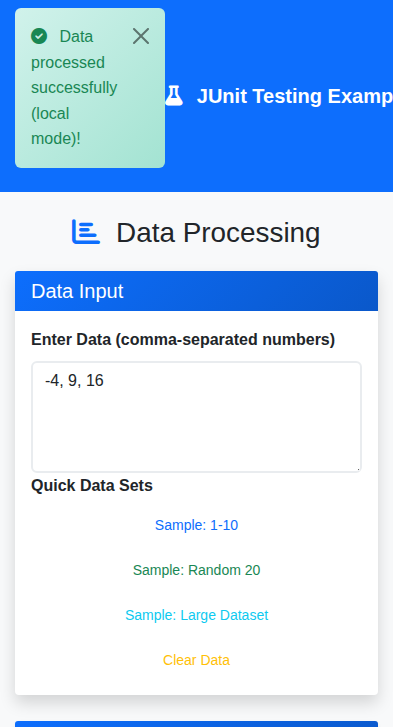 Data
processed
successfully
(local
mode)!
JUnit Testing Examp
Data Processing
Data Input
Enter Data (comma-separated numbers)
-4, 9, 16
Quick Data Sets
Sample: 1-10
Sample: Random 20
Sample: Large Dataset
Clear Data